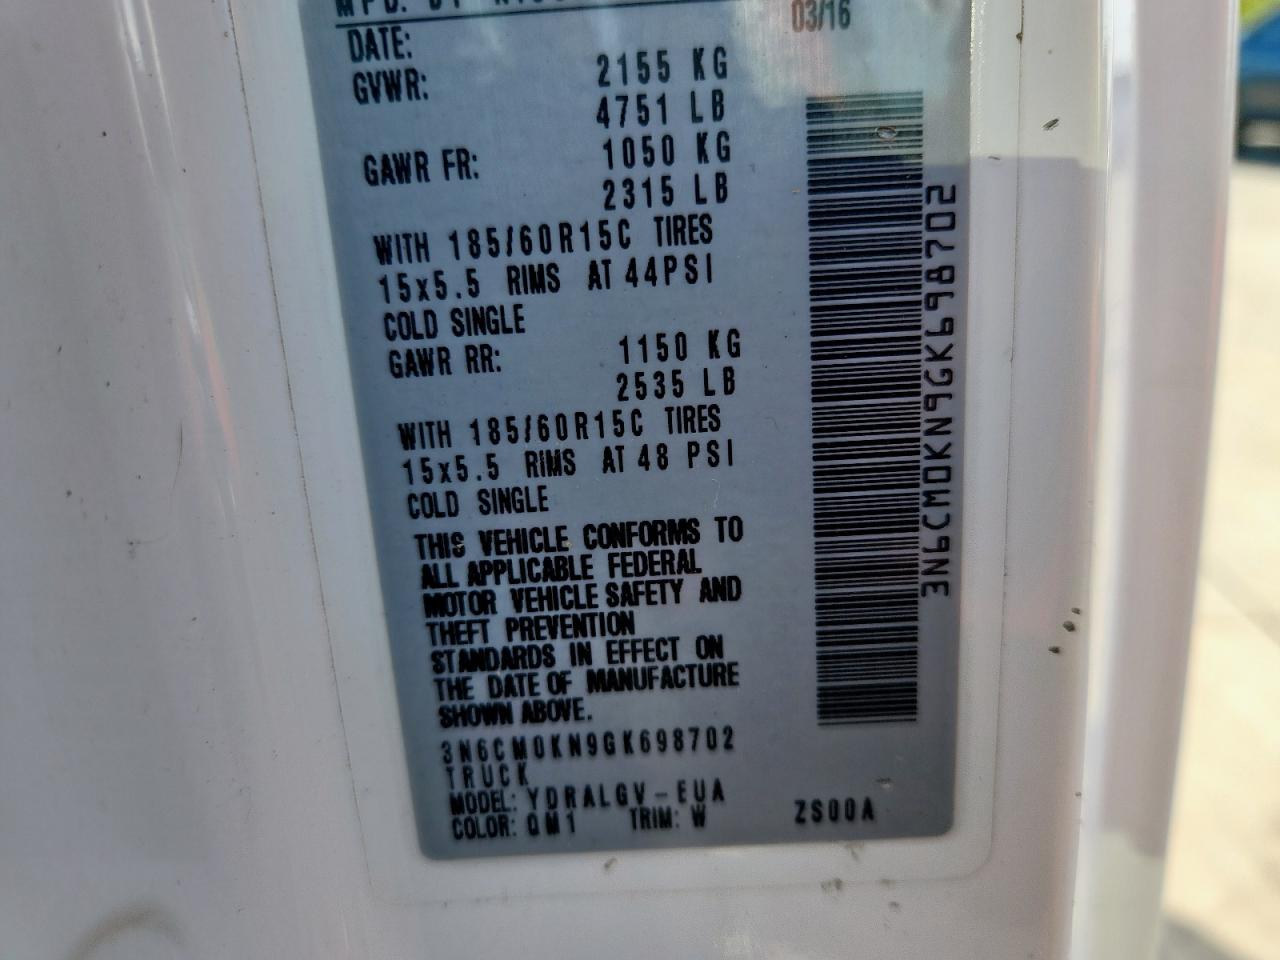 MFD. BY
DATE: 03/16
GVWR: 2155 KG
4751 LB
GAWR FR: 1050 KG
2315 LB
WITH 185/60R15C TIRES
15x5.5 RIMS AT 44PSI
COLD SINGLE
GAWR RR: 1150 KG
2535 LB
WITH 185/60R15C TIRES
15x5.5 RIMS AT 48 PSI
COLD SINGLE
THIS VEHICLE CONFORMS TO
ALL APPLICABLE FEDERAL
MOTOR VEHICLE SAFETY AND
THEFT PREVENTION
STANDARDS IN EFFECT ON
THE DATE OF MANUFACTURE
SHOWN ABOVE.
3N6CM0KN9GK698702
TRUCK
MODEL: YDRALGV-EUA
COLOR: QM1 TRIM: W ZS00A
3N6CM0KN9GK698702